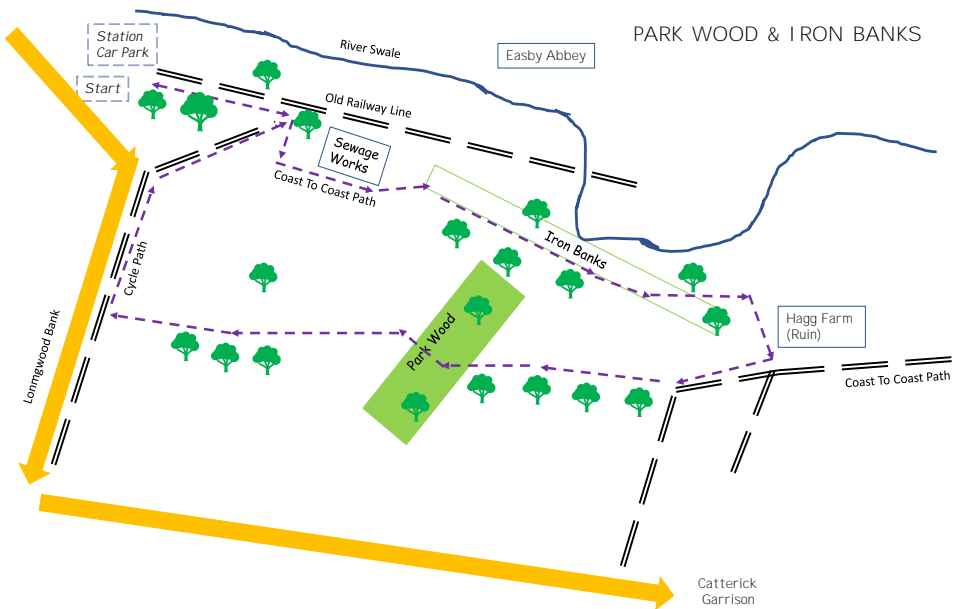 PARK WOOD & IRON BANKS
Station
Car Park
Start
River Swale
Easby Abbey
Old Railway Line
Sewage
Works
Coast To Coast Path
Iron Banks
Cycle Path
Park Wood
Hagg Farm
(Ruin)
Lonmgwood Bank
Coast To Coast Path
Catterick
Garrison